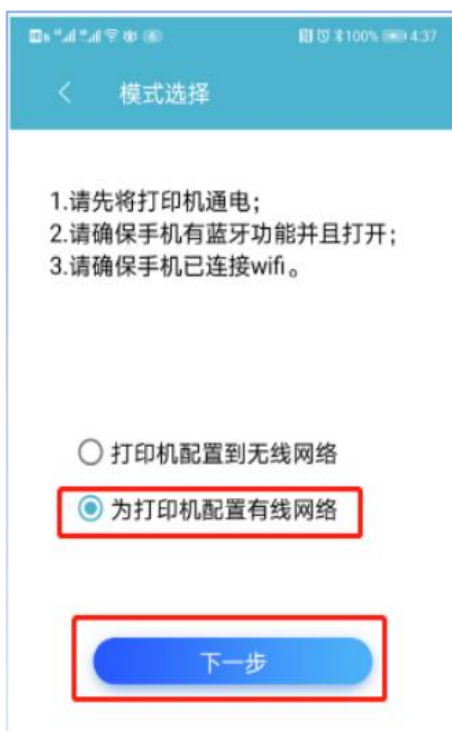 100% 4:37
模式选择
1.请先将打印机通电；
2.请确保手机有蓝牙功能并且打开；
3.请确保手机已连接wifi。
打印机配置到无线网络
为打印机配置有线网络
下一步